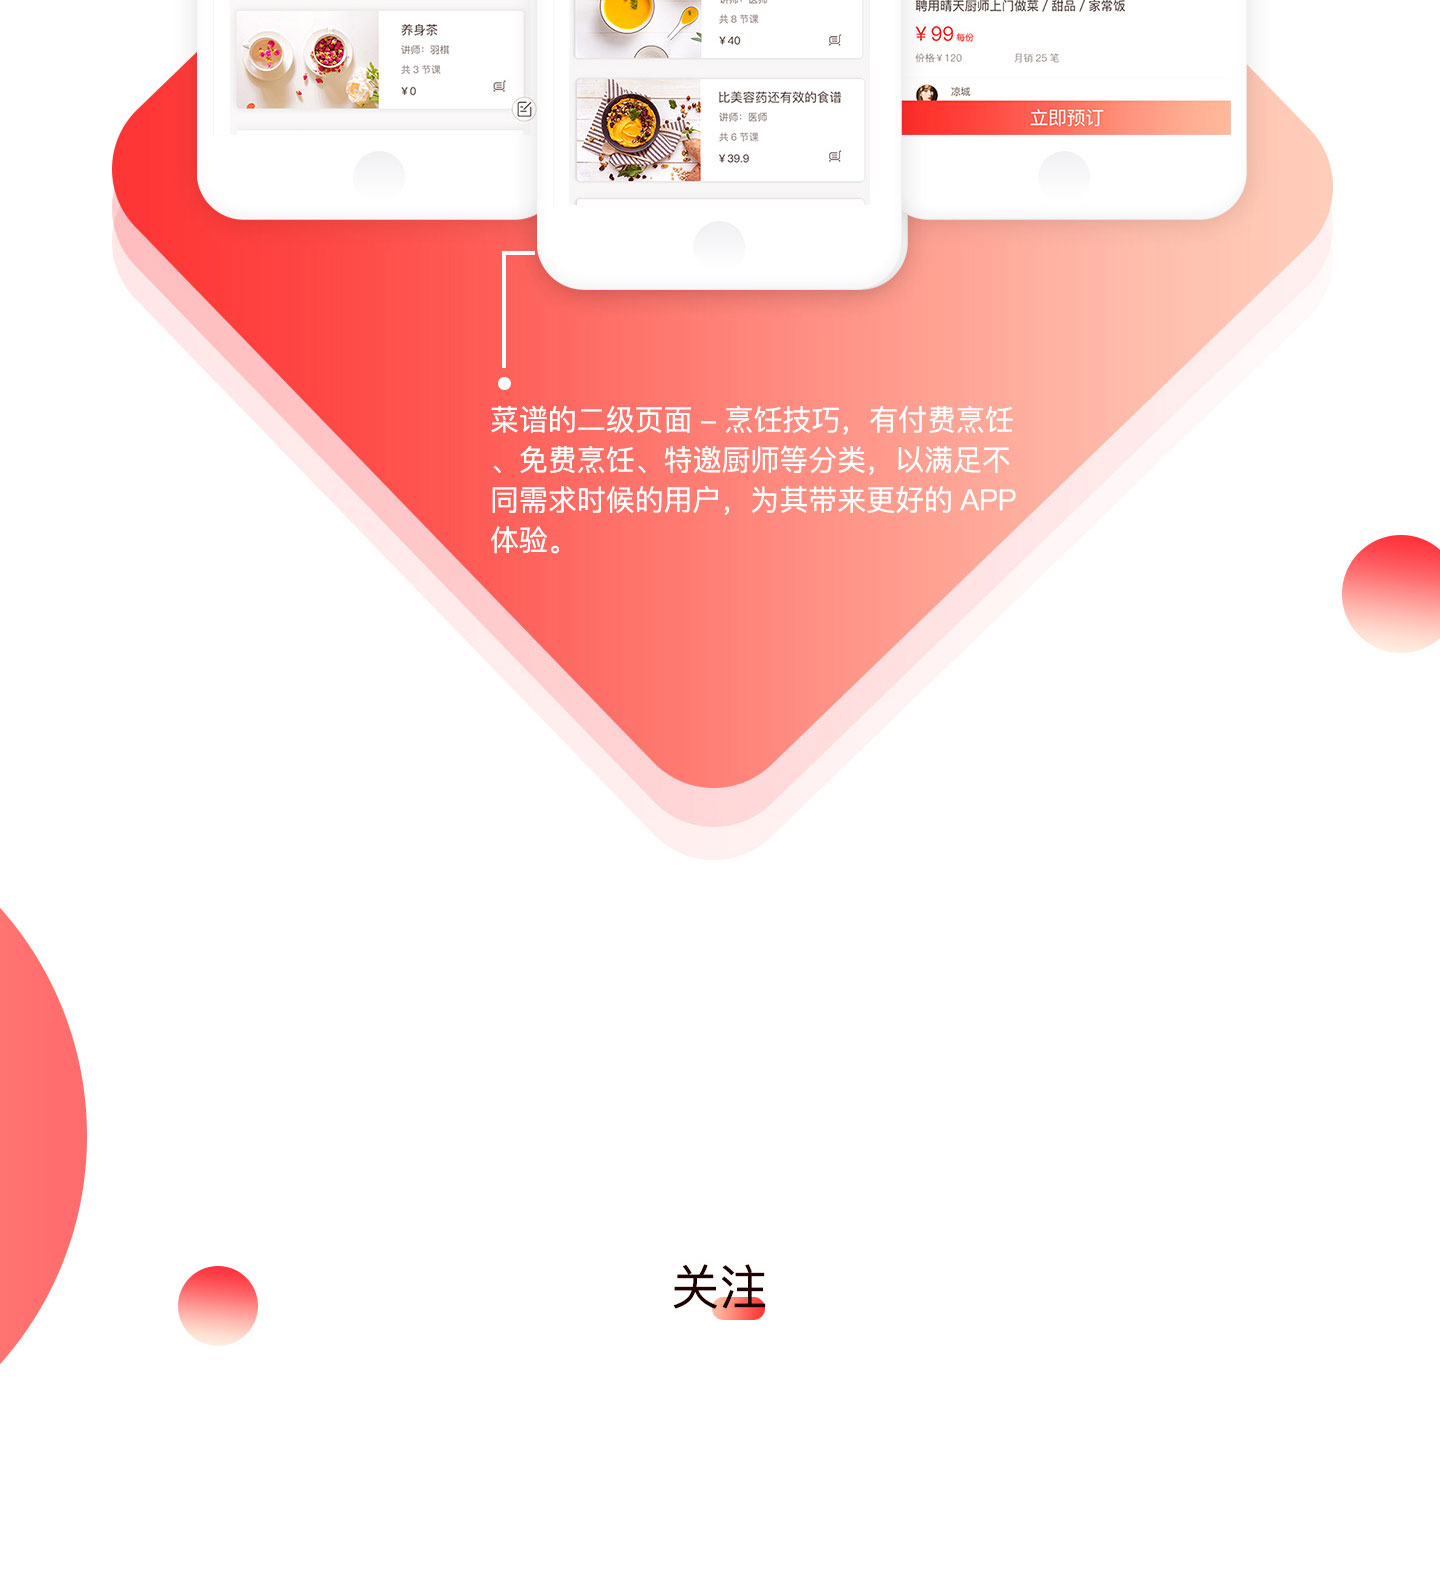 养身茶
讲师：羽棋
共 3 节课
¥ 0
讲师：医师
共 8 节课
¥ 40
比美容药还有效的食谱
讲师：医师
共 6 节课
¥ 39.9
聘用晴天厨师上门做菜 / 甜品 / 家常饭
¥ 99 每份
价格 ¥ 120
月销 25 笔
凉城
立即预订
菜谱的二级页面 – 烹饪技巧，有付费烹饪
、免费烹饪、特邀厨师等分类，以满足不
同需求时候的用户，为其带来更好的 APP
体验。
关注